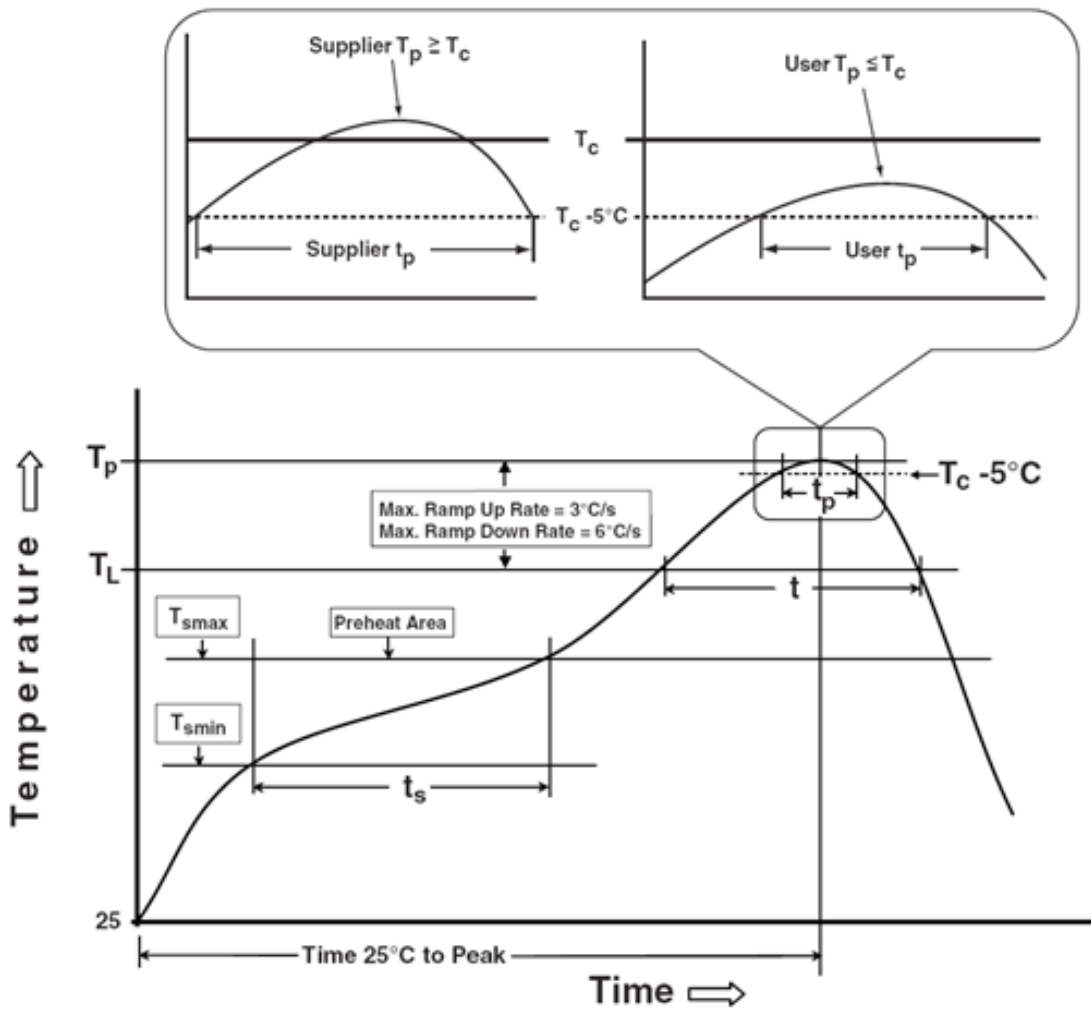 Supplier Tp ≧ Tc
User Tp ≦ Tc
Tc
Tc -5°C
Supplier tp
User tp
Temperature
Tp
Tc -5°C
tp
Max. Ramp Up Rate = 3°C/s
Max. Ramp Down Rate = 6°C/s
TL
t
Tsmax
Preheat Area
Tsmin
ts
25
Time 25°C to Peak
Time